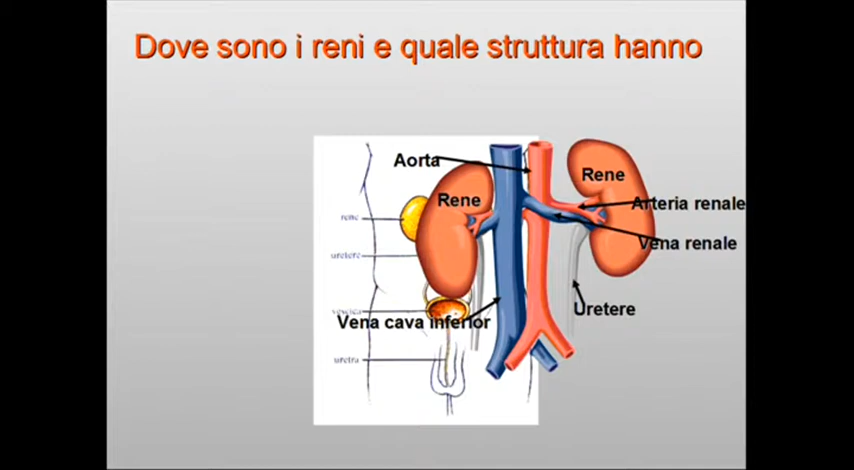 Dove sono i reni e quale struttura hanno
Aorta
Rene
Rene
Arteria renale
rene
Vena renale
uretere
Uretere
vescica
Vena cava inferior
uretra